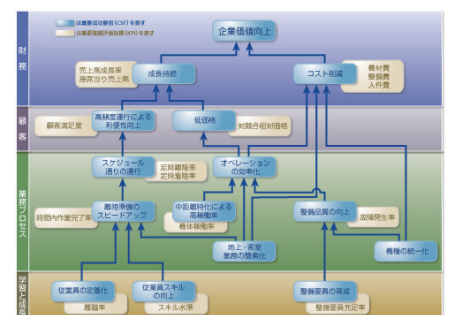 は重要成功要因(CSF)を表す
は重要業績評価指標(KPI)を表す
財務
企業価値向上
売上高成長率
座席当り売上高
成長持続
コスト削減
機材費
整備費
人件費
顧客
顧客満足度
高頻度運行による
利便性向上
低価格
対競合相対価格
業務プロセス
スケジュール
通りの運行
定時離陸率
定時着陸率
オペレーション
の効率化
時間内作業完了率
離陸準備の
スピードアップ
中距離特化による
高稼働率
機体稼働率
整備品質の向上
故障発生率
地上・客室
業務の簡素化
機種の統一化
学習と成長
従業員の定着化
離職率
従業員スキル
の向上
スキル水準
整備要員の育成
整備要員充足率